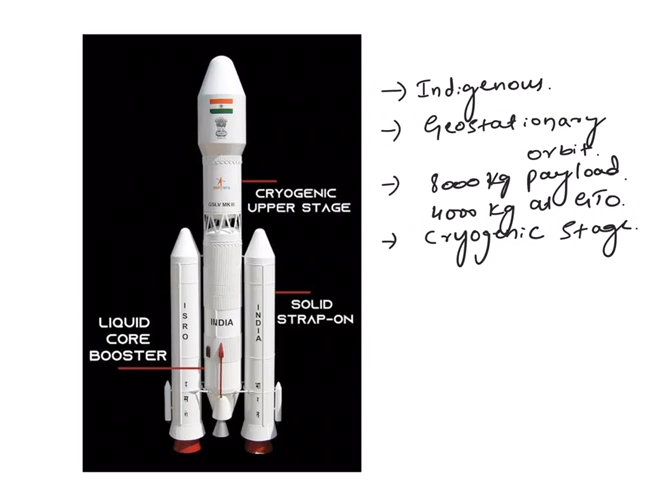 GSLV MK III
CRYOGENIC
UPPER STAGE
ISRO
INDIA
INDIA
SOLID
STRAP-ON
LIQUID
CORE
BOOSTER
→ Indigenous.
→ Geostationary
orbit.
→ 8000 kg payload.
4000 kg at GTO.
→ Cryogenic Stage.